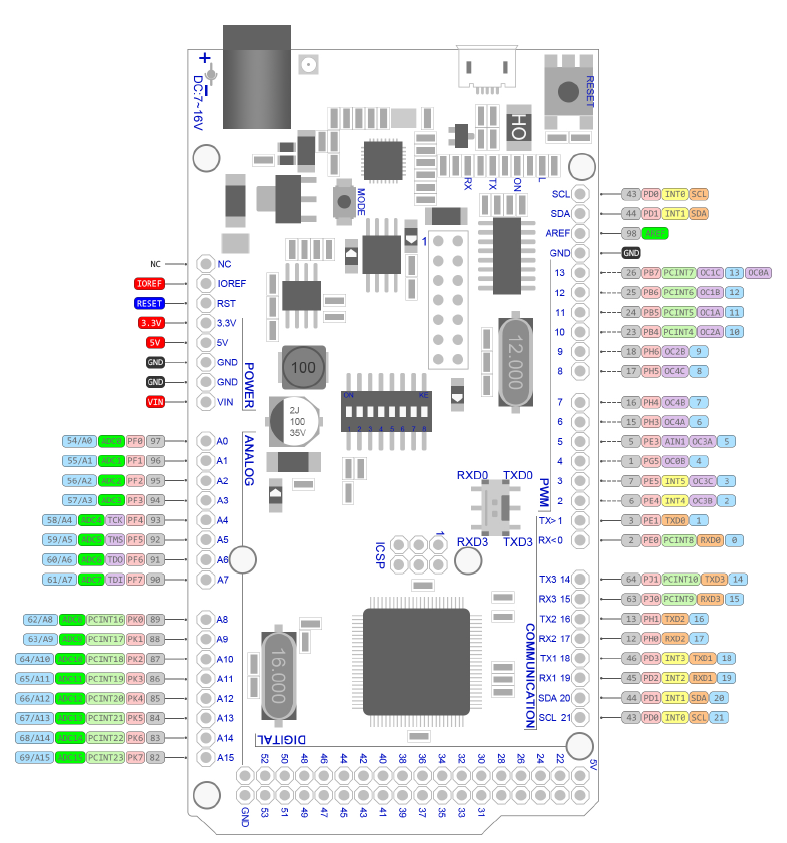 +
DC:7~16V
RESET
HO
RX
TX
ON
L
MODE
1
100
2J
100
35V
12.000
ON
KE
1 2 3 4 5 6 7 8
NC NC
IOREF IOREF
RESET RST
3.3V 3.3V
5V 5V
GND GND
GND GND
VIN VIN
POWER
54/A0 ADC0 PF0 97 A0
55/A1 ADC1 PF1 96 A1
56/A2 ADC2 PF2 95 A2
57/A3 ADC3 PF3 94 A3
58/A4 ADC4 TCK PF4 93 A4
59/A5 ADC5 TMS PF5 92 A5
60/A6 ADC6 TDO PF6 91 A6
61/A7 ADC7 TDI PF7 90 A7
ANALOG
62/A8 ADC8 PCINT16 PK0 89 A8
63/A9 ADC9 PCINT17 PK1 88 A9
64/A10 ADC10 PCINT18 PK2 87 A10
65/A11 ADC11 PCINT19 PK3 86 A11
66/A12 ADC12 PCINT20 PK4 85 A12
67/A13 ADC13 PCINT21 PK5 84 A13
68/A14 ADC14 PCINT22 PK6 83 A14
69/A15 ADC15 PCINT23 PK7 82 A15
SCL 43 PD0 INT0 SCL
SDA 44 PD1 INT1 SDA
AREF 98 AREF
GND GND
13 26 PB7 PCINT7 OC1C 13 OC0A
12 25 PB6 PCINT6 OC1B 12
11 24 PB5 PCINT5 OC1A 11
10 23 PB4 PCINT4 OC2A 10
9 18 PH6 OC2B 9
8 17 PH5 OC4C 8
7 16 PH4 OC4B 7
6 15 PH3 OC4A 6
5 5 PE3 AIN1 OC3A 5
4 1 PG5 OC0B 4
3 7 PE5 INT5 OC3C 3
2 6 PE4 INT4 OC3B 2
TX>1 3 PE1 TXD0 1
RX<0 2 PE0 PCINT8 RXD0 0
PWM
RXD0 TXD0
RXD3 TXD3
ICSP
1
TX3 14 64 PJ1 PCINT10 TXD3 14
RX3 15 63 PJ0 PCINT9 RXD3 15
TX2 16 13 PH1 TXD2 16
RX2 17 12 PH0 RXD2 17
TX1 18 46 PD3 INT3 TXD1 18
RX1 19 45 PD2 INT2 RXD1 19
SDA 20 44 PD1 INT1 SDA 20
SCL 21 43 PD0 INT0 SCL 21
COMMUNICATION
16.000
DIGITAL
52 50 48 46 44 42 40 38 36 34 32 30 28 26 24 22 5V
GND 53 51 49 47 45 43 41 39 37 35 33 31